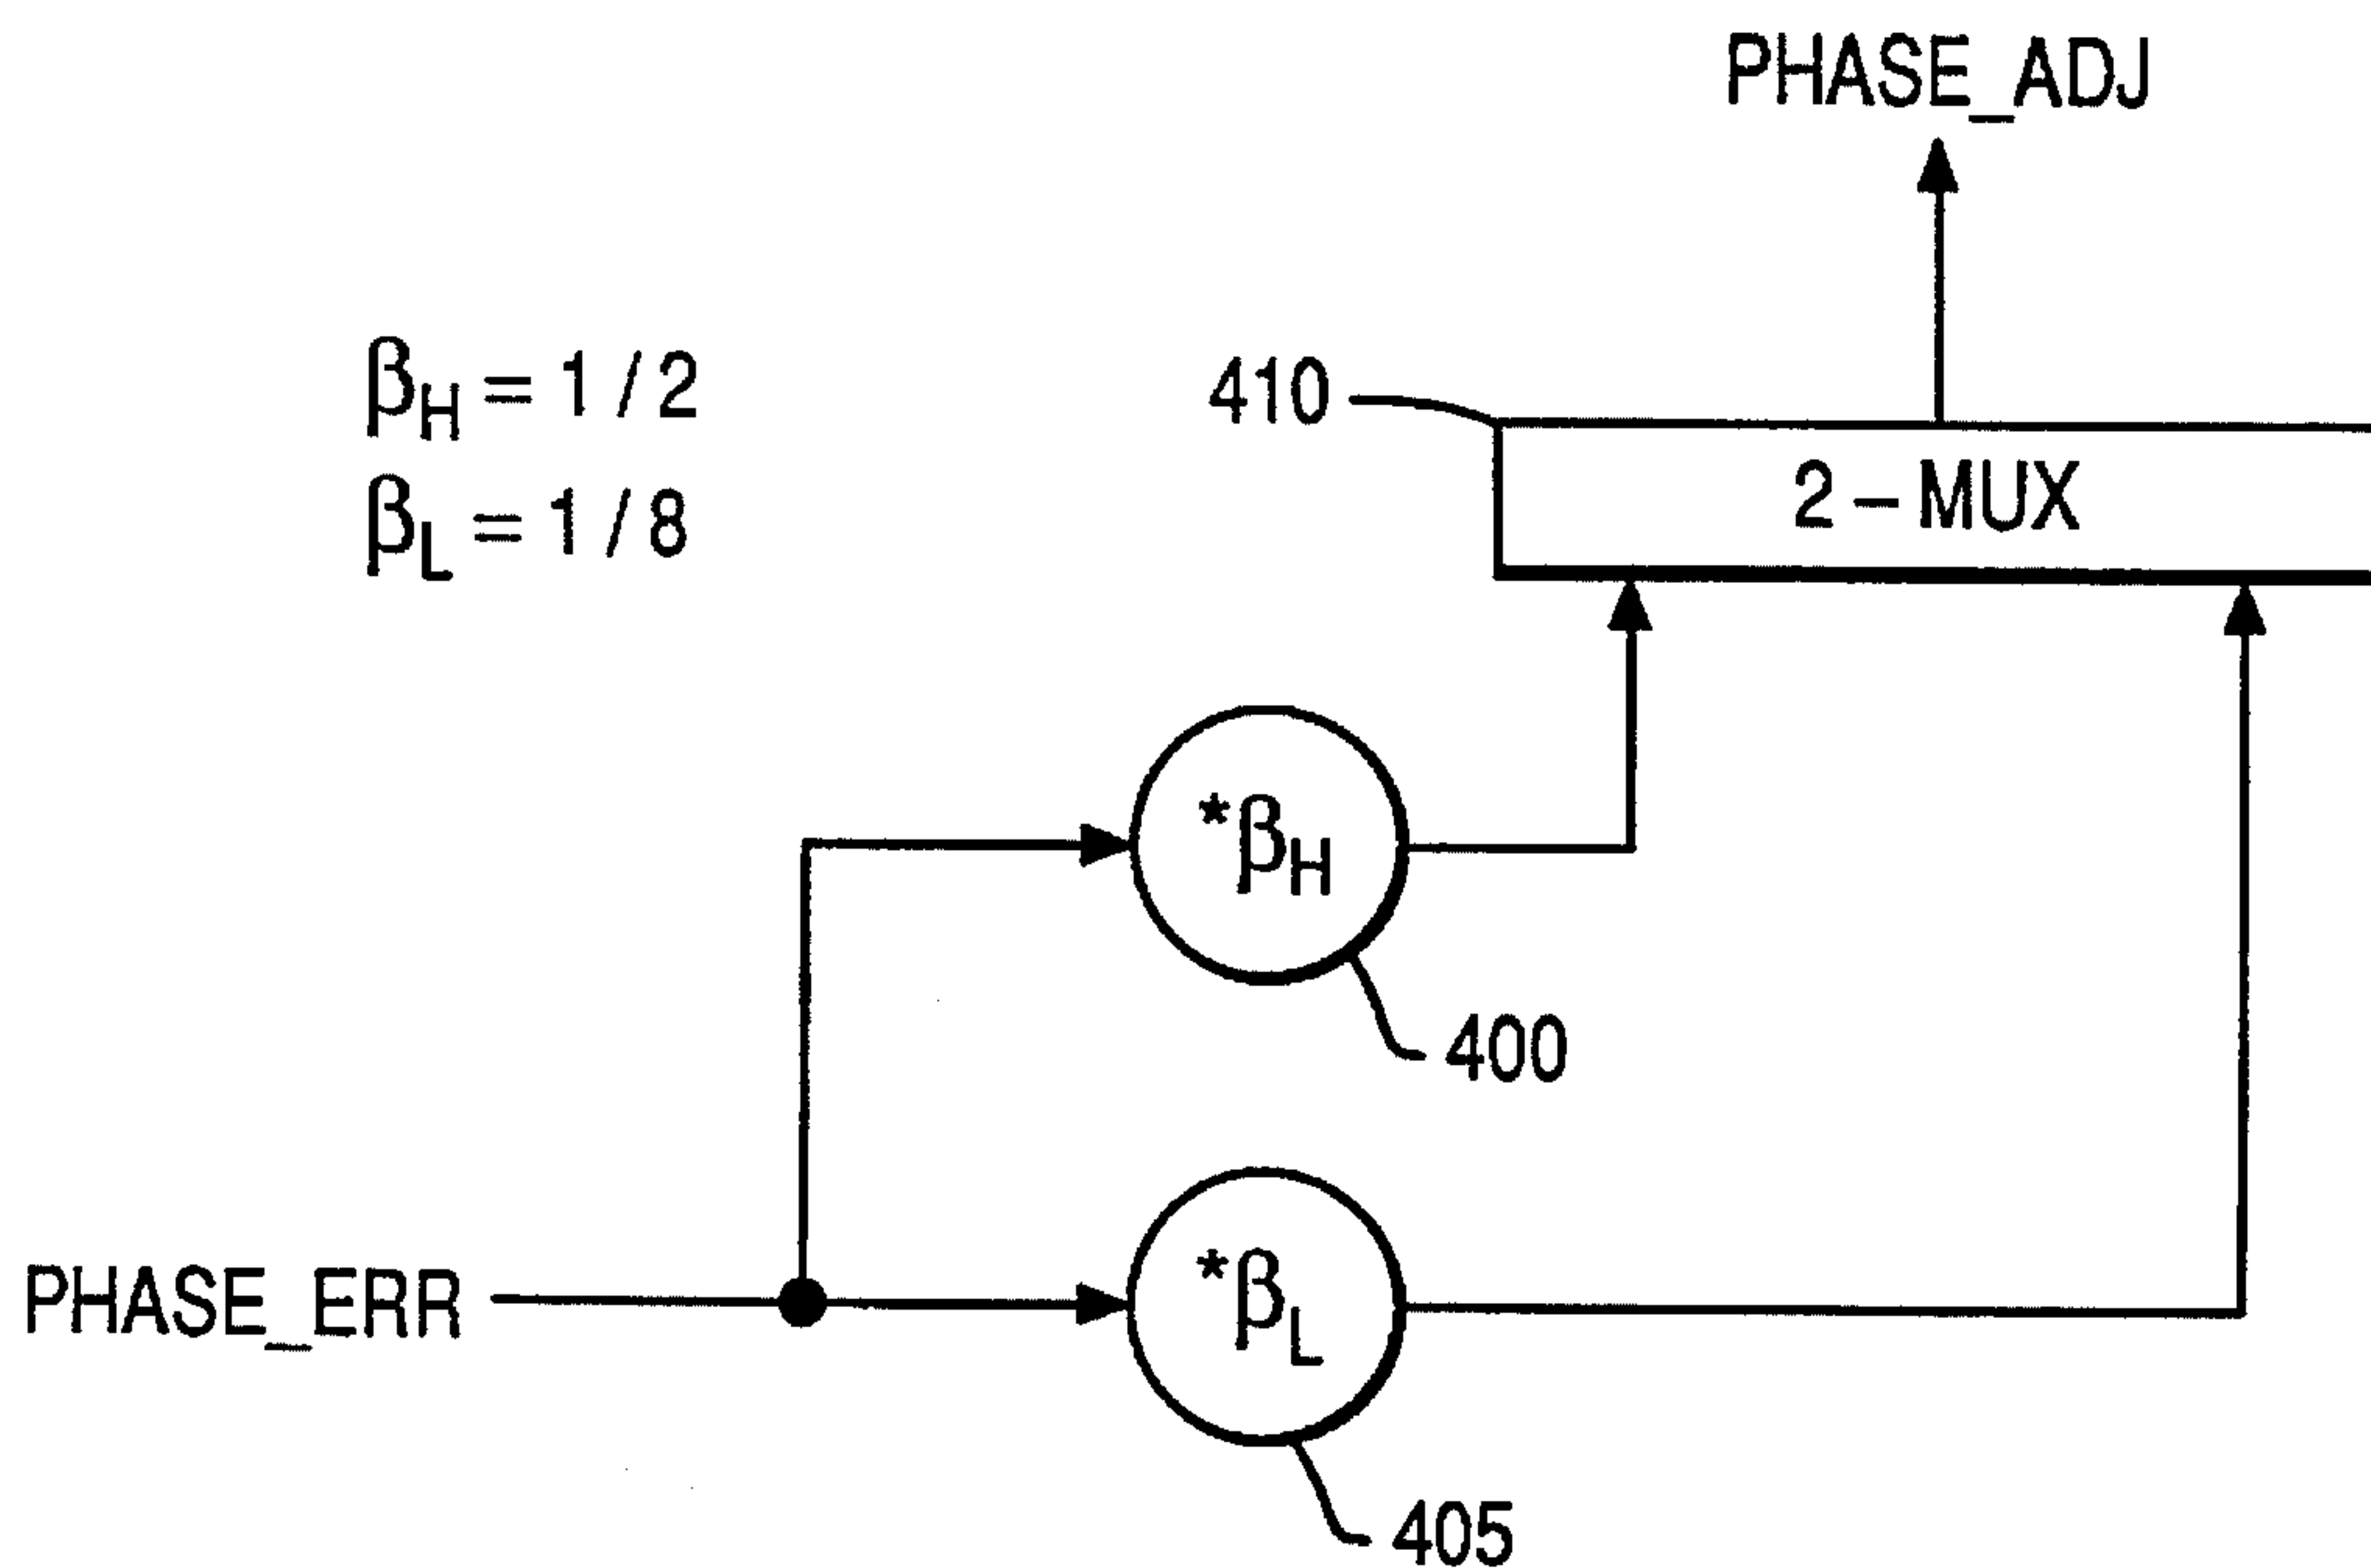 PHASE_ADJ
β_H = 1/2
410
2-MUX
β_L = 1/8
*β_H
400
PHASE_ERR
*β_L
405